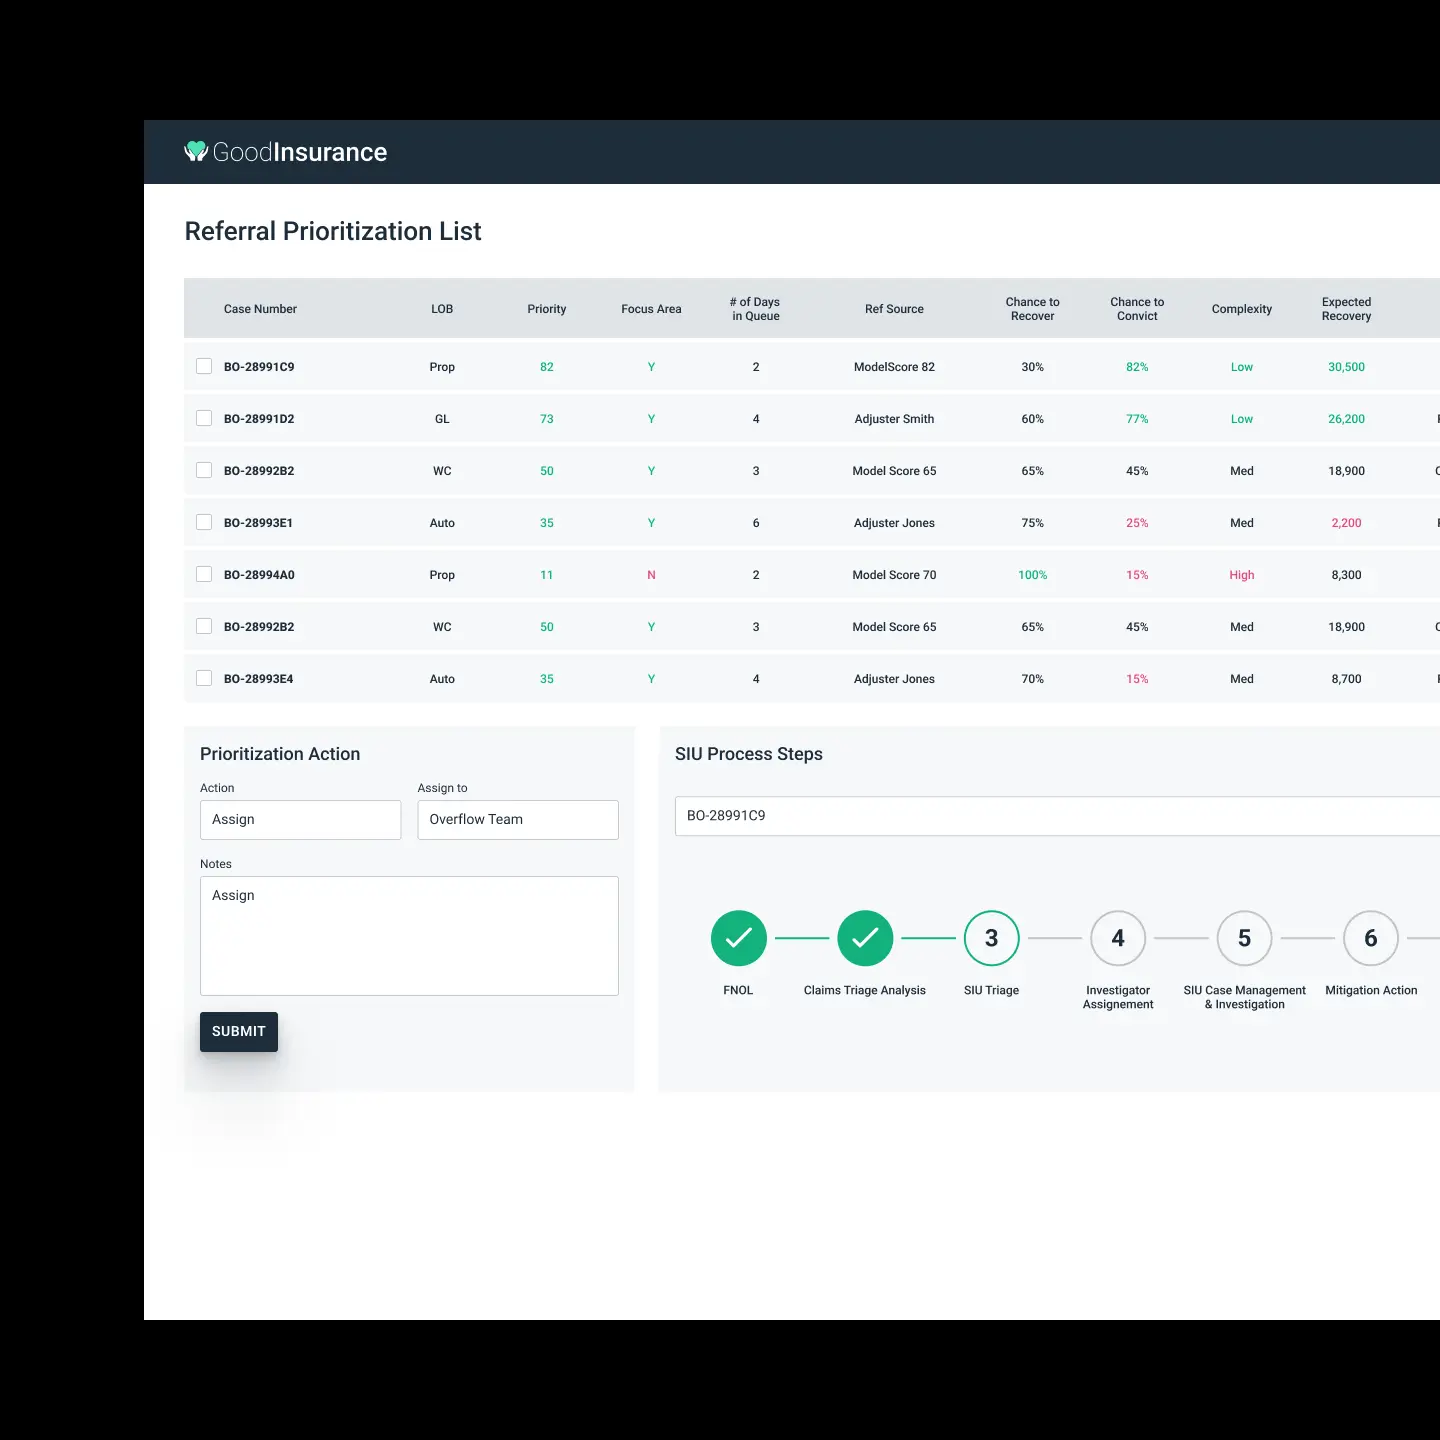 GoodInsurance
Referral Prioritization List
Case Number LOB Priority Focus Area # of Days in Queue Ref Source Chance to Recover Chance to Convict Complexity Expected Recovery
BO-28991C9 Prop 82 Y 2 ModelScore 82 30% 82% Low 30,500
BO-28991D2 GL 73 Y 4 Adjuster Smith 60% 77% Low 26,200
BO-28992B2 WC 50 Y 3 Model Score 65 65% 45% Med 18,900
BO-28993E1 Auto 35 Y 6 Adjuster Jones 75% 25% Med 2,200
BO-28994A0 Prop 11 N 2 Model Score 70 100% 15% High 8,300
BO-28992B2 WC 50 Y 3 Model Score 65 65% 45% Med 18,900
BO-28993E4 Auto 35 Y 4 Adjuster Jones 70% 15% Med 8,700
Prioritization Action
Action Assign to
Assign Overflow Team
Notes
Assign
SUBMIT
SIU Process Steps
BO-28991C9
3 4 5 6
FNOL Claims Triage Analysis SIU Triage Investigator SIU Case Management Mitigation Action
Assignement & Investigation